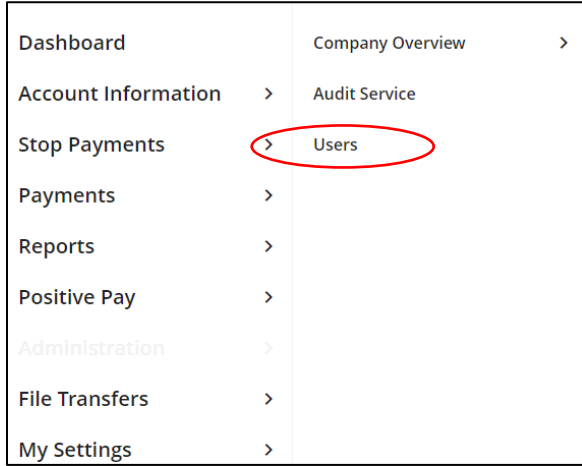 Dashboard
Account Information
Stop Payments
Payments
Reports
Positive Pay
Administration
File Transfers
My Settings
Company Overview
Audit Service
Users